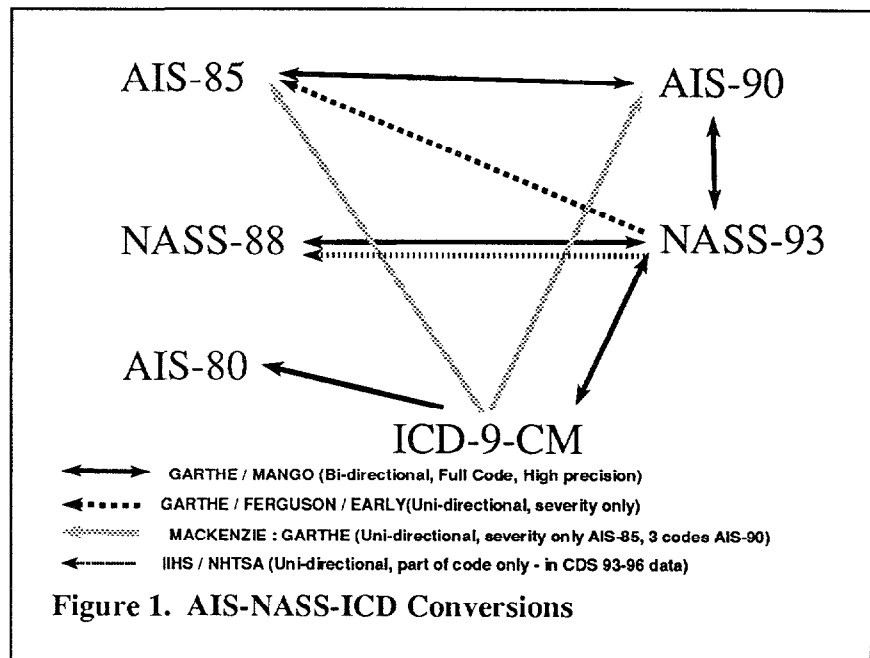 AIS-85
AIS-90
NASS-88
NASS-93
AIS-80
ICD-9-CM
GARTHE / MANGO (Bi-directional, Full Code, High precision)
GARTHE / FERGUSON / EARLY(Uni-directional, severity only)
MACKENZIE : GARTHE (Uni-directional, severity only AIS-85, 3 codes AIS-90)
IIHS / NHTSA (Uni-directional, part of code only - in CDS 93-96 data)
Figure 1. AIS-NASS-ICD Conversions